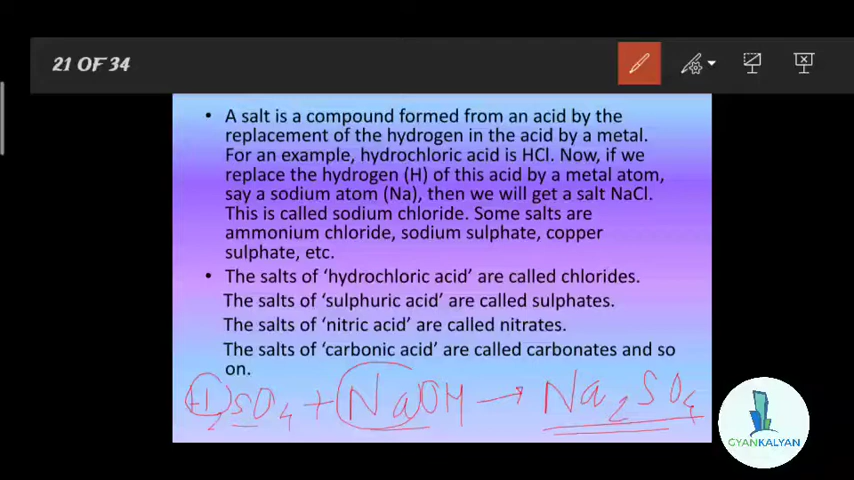 21 OF 34
• A salt is a compound formed from an acid by the
replacement of the hydrogen in the acid by a metal.
For an example, hydrochloric acid is HCl. Now, if we
replace the hydrogen (H) of this acid by a metal atom,
say a sodium atom (Na), then we will get a salt NaCl.
This is called sodium chloride. Some salts are
ammonium chloride, sodium sulphate, copper
sulphate, etc.
• The salts of ‘hydrochloric acid’ are called chlorides.
The salts of ‘sulphuric acid’ are called sulphates.
The salts of ‘nitric acid’ are called nitrates.
The salts of ‘carbonic acid’ are called carbonates and so
on.
H₂SO₄ + NaOH → Na₂SO₄
GYANKALYAN